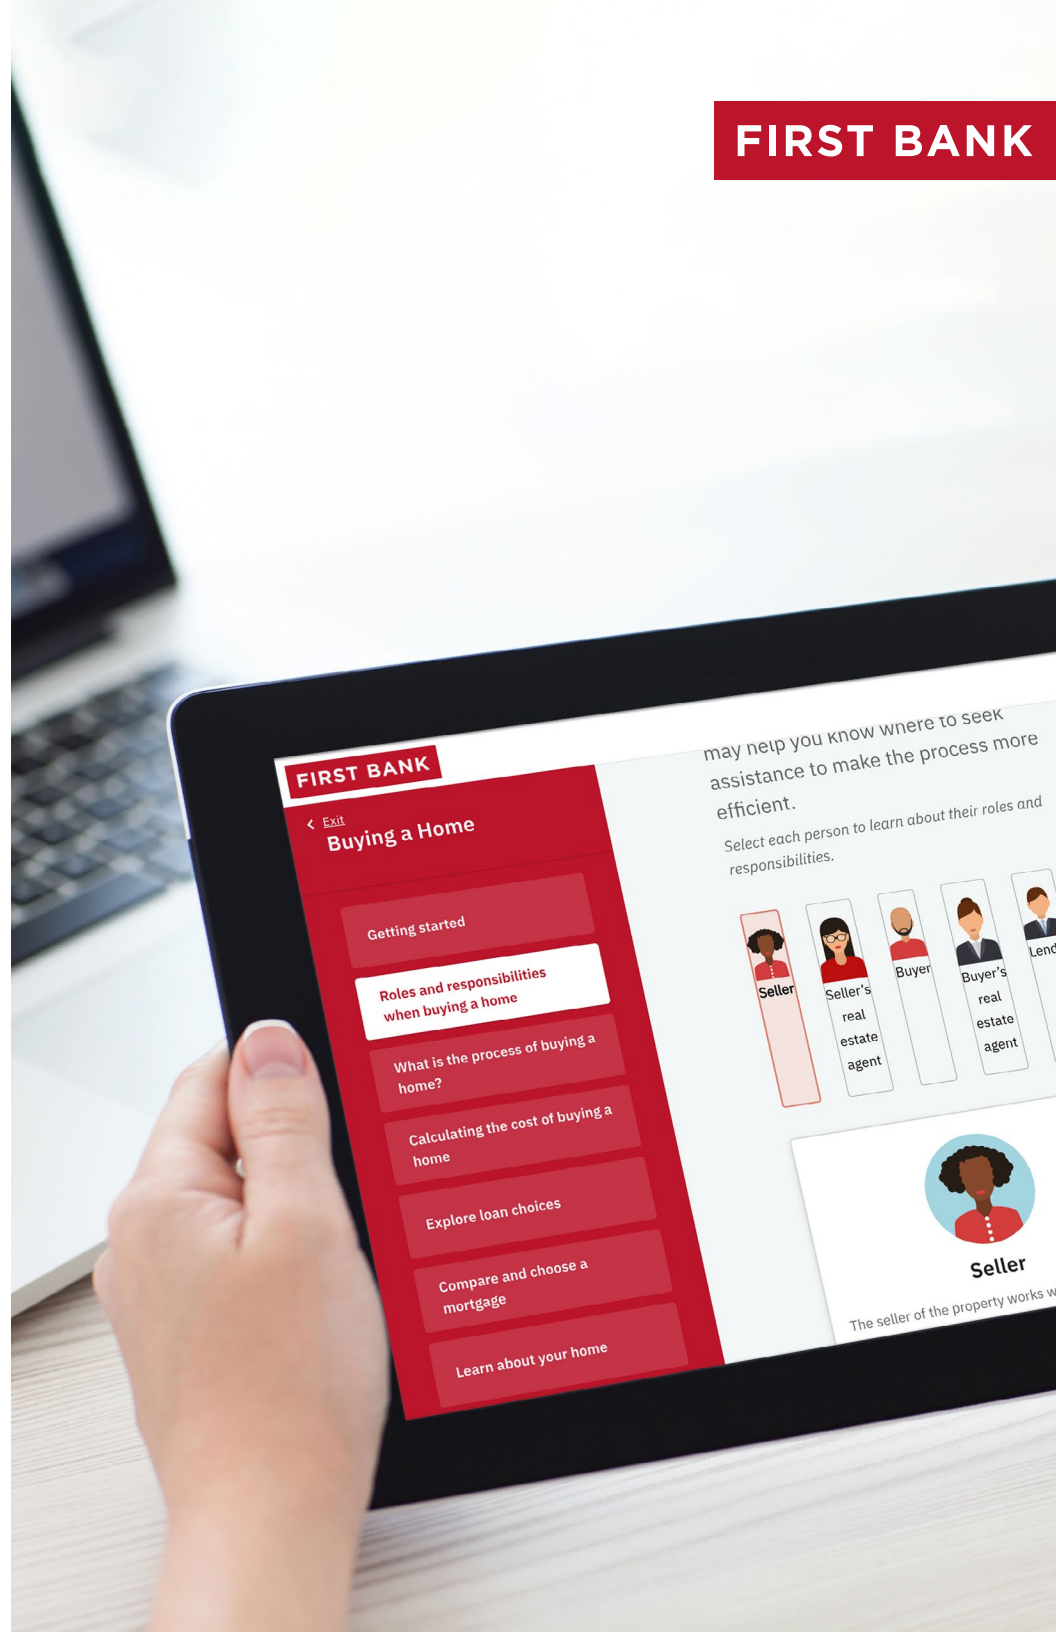 FIRST BANK
FIRST BANK
Exit
Buying a Home
Getting started
Roles and responsibilities
when buying a home
What is the process of buying a
home?
Calculating the cost of buying a
home
Explore loan choices
Compare and choose a
mortgage
Learn about your home
may help you know where to seek
assistance to make the process more
efficient.
Select each person to learn about their roles and
responsibilities.
Seller
Seller's
real
estate
agent
Buyer
Buyer's
real
estate
agent
Lend
Seller
The seller of the property works w